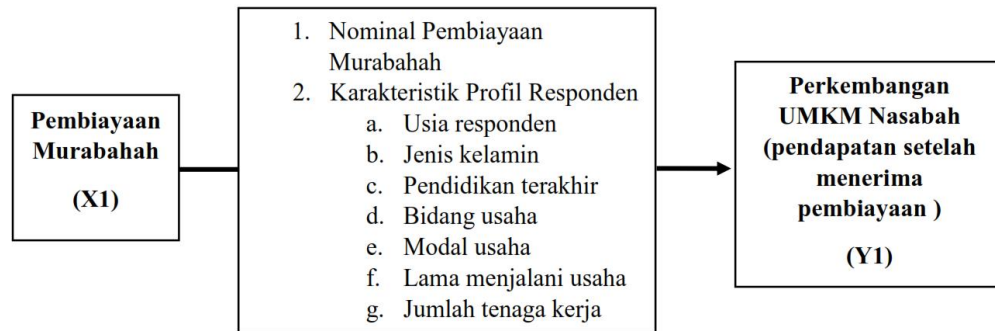 Pembiayaan
Murabahah
(X1)
1. Nominal Pembiayaan
Murabahah
2. Karakteristik Profil Responden
a. Usia responden
b. Jenis kelamin
c. Pendidikan terakhir
d. Bidang usaha
e. Modal usaha
f. Lama menjalani usaha
g. Jumlah tenaga kerja
Perkembangan
UMKM Nasabah
(pendapatan setelah
menerima
pembiayaan )
(Y1)